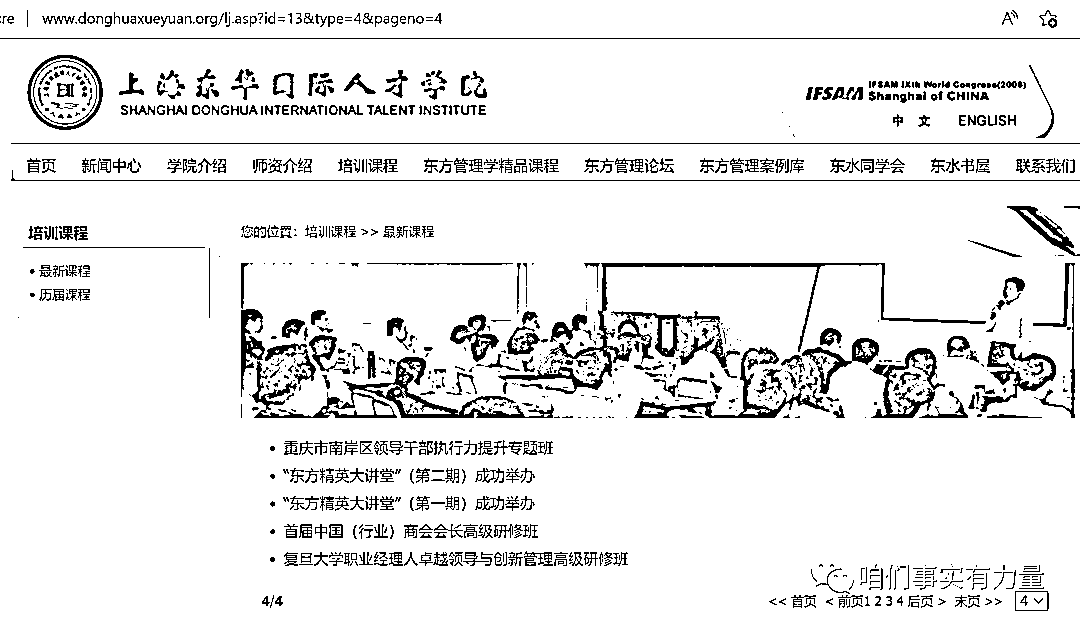 re | www.donghuaxueyuan.org/lj.asp?id=13&type=4&pageno=4
上海东华国际人才学院
SHANGHAI DONGHUA INTERNATIONAL TALENT INSTITUTE
IFSAM IFSAM IXth World Congress(2008)
Shanghai of CHINA
中 文 ENGLISH
首页 新闻中心 学院介绍 师资介绍 培训课程 东方管理学精品课程 东方管理论坛 东方管理案例库 东水同学会 东水书屋 联系我们
培训课程
您的位置：培训课程 >> 最新课程
• 最新课程
• 历届课程
• 重庆市南岸区领导干部执行力提升专题班
• “东方精英大讲堂”（第二期）成功举办
• “东方精英大讲堂”（第一期）成功举办
• 首届中国（行业）商会会长高级研修班
• 复旦大学职业经理人卓越领导与创新管理高级研修班
咱们事实有力量
4/4 << 首页 < 前页1 2 3 4 后页 > 末页 >> 4